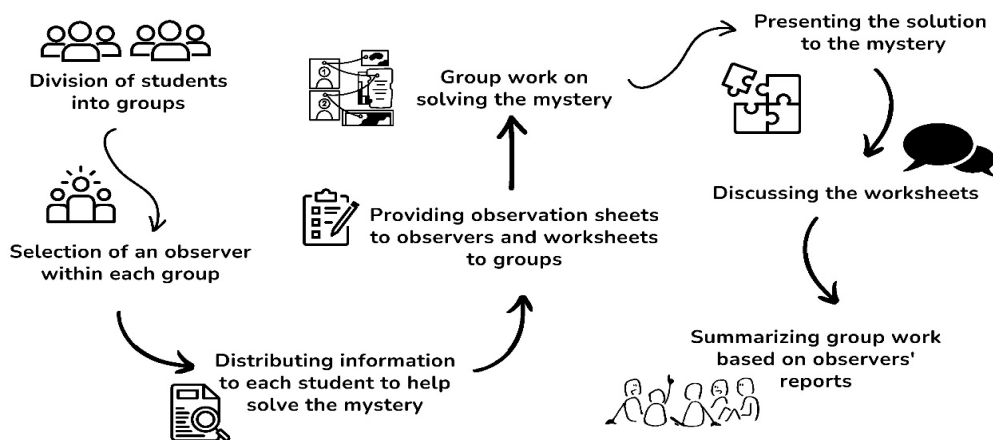 Division of students
into groups
Selection of an observer
within each group
Distributing information
to each student to help
solve the mystery
Providing observation sheets
to observers and worksheets
to groups
Group work on
solving the mystery
1
2
Presenting the solution
to the mystery
Discussing the worksheets
Summarizing group work
based on observers'
reports